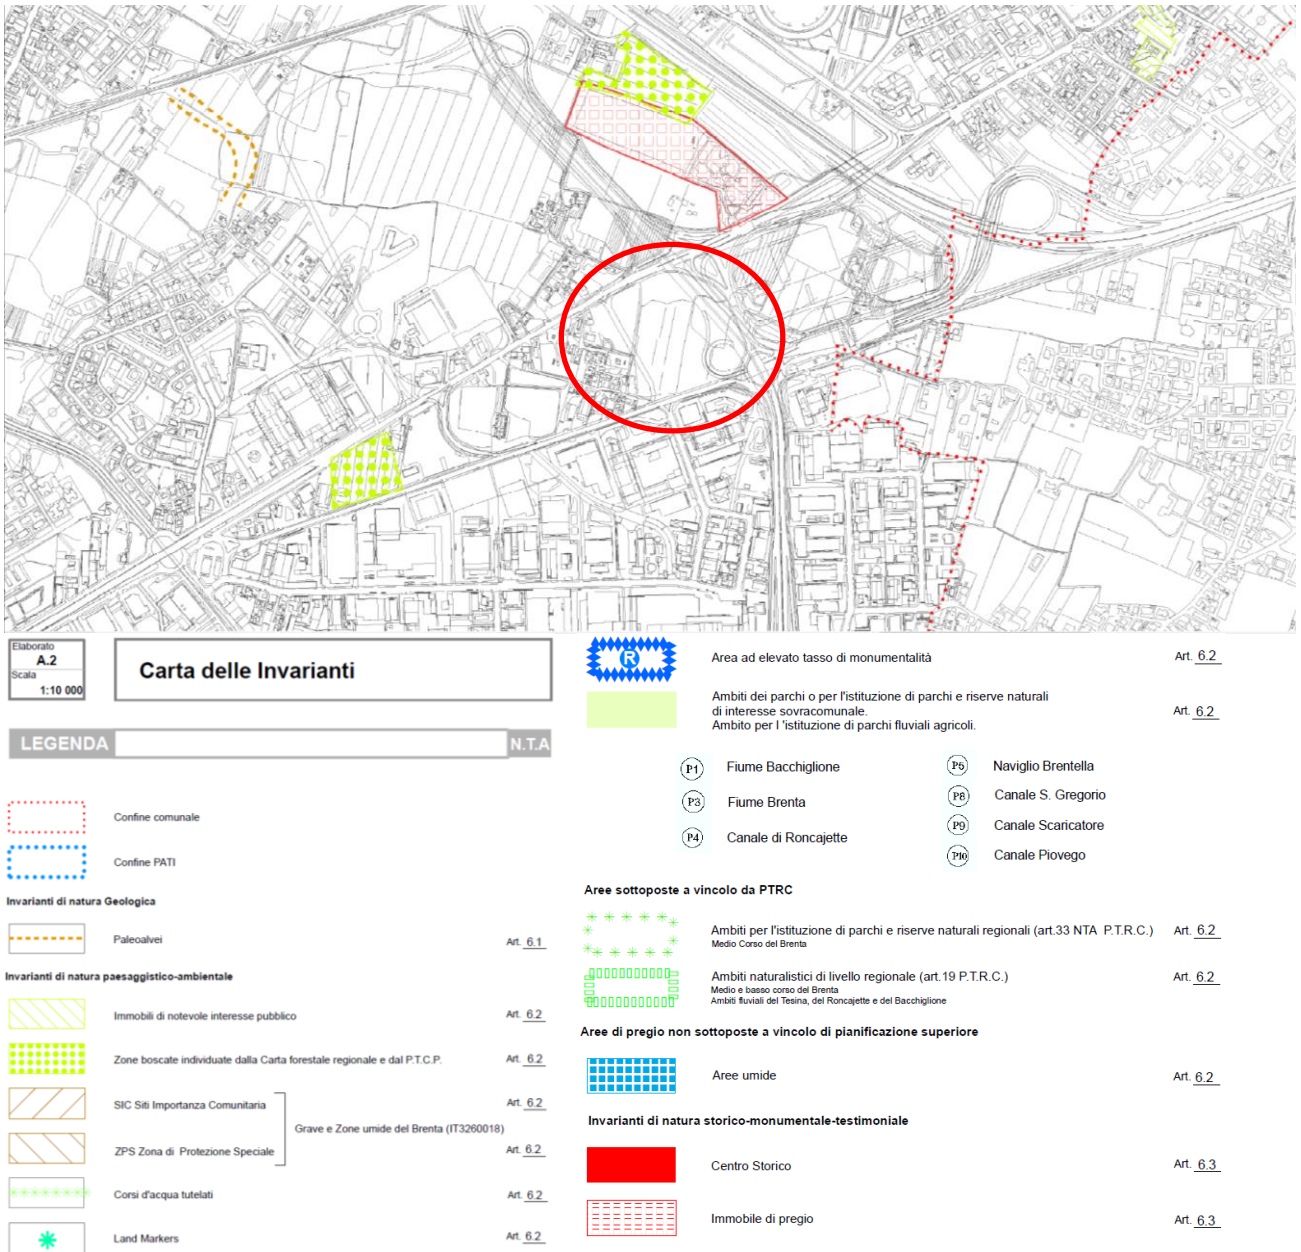 Elaborato
A.2
Scala
1:10 000
Carta delle Invarianti
LEGENDA
N.T.A
Confine comunale
Confine PATI
Invarianti di natura Geologica
Paleoalvei Art. 6.1
Invarianti di natura paesaggistico-ambientale
Immobili di notevole interesse pubblico Art. 6.2
Zone boscate individuate dalla Carta forestale regionale e dal P.T.C.P. Art. 6.2
SIC Siti Importanza Comunitaria Art. 6.2
Grave e Zone umide del Brenta (IT3260018)
ZPS Zona di Protezione Speciale Art. 6.2
Corsi d'acqua tutelati Art. 6.2
Land Markers Art. 6.2
R
Area ad elevato tasso di monumentalità Art. 6.2
Ambiti dei parchi o per l'istituzione di parchi e riserve naturali
di interesse sovracomunale. Art. 6.2
Ambito per l 'istituzione di parchi fluviali agricoli.
P1 Fiume Bacchiglione
P3 Fiume Brenta
P4 Canale di Roncajette
P6 Naviglio Brentella
P8 Canale S. Gregorio
P9 Canale Scaricatore
P10 Canale Piovego
Aree sottoposte a vincolo da PTRC
Ambiti per l'istituzione di parchi e riserve naturali regionali (art.33 NTA P.T.R.C.) Art. 6.2
Medio Corso del Brenta
Ambiti naturalistici di livello regionale (art.19 P.T.R.C.) Art. 6.2
Medio e basso corso del Brenta
Ambiti fluviali del Tesina, del Roncajette e del Bacchiglione
Aree di pregio non sottoposte a vincolo di pianificazione superiore
Aree umide Art. 6.2
Invarianti di natura storico-monumentale-testimoniale
Centro Storico Art. 6.3
Immobile di pregio Art. 6.3